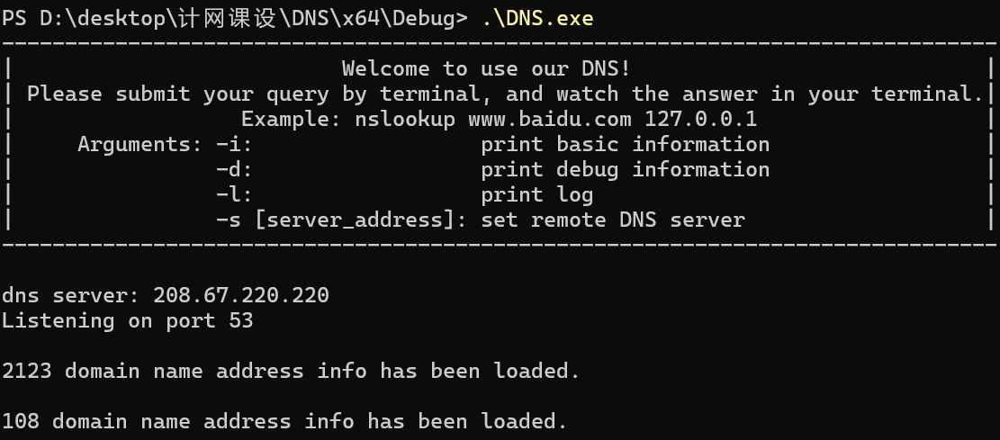 PS D:\desktop\计网课设\DNS\x64\Debug> .\DNS.exe
-------------------------------------------------------------------------------
|                          Welcome to use our DNS!                            |
| Please submit your query by terminal, and watch the answer in your terminal.|
|                  Example: nslookup www.baidu.com 127.0.0.1                  |
|     Arguments: -i:                  print basic information                 |
|                -d:                  print debug information                 |
|                -l:                  print log                               |
|                -s [server_address]: set remote DNS server                   |
-------------------------------------------------------------------------------
dns server: 208.67.220.220
Listening on port 53
2123 domain name address info has been loaded.
108 domain name address info has been loaded.